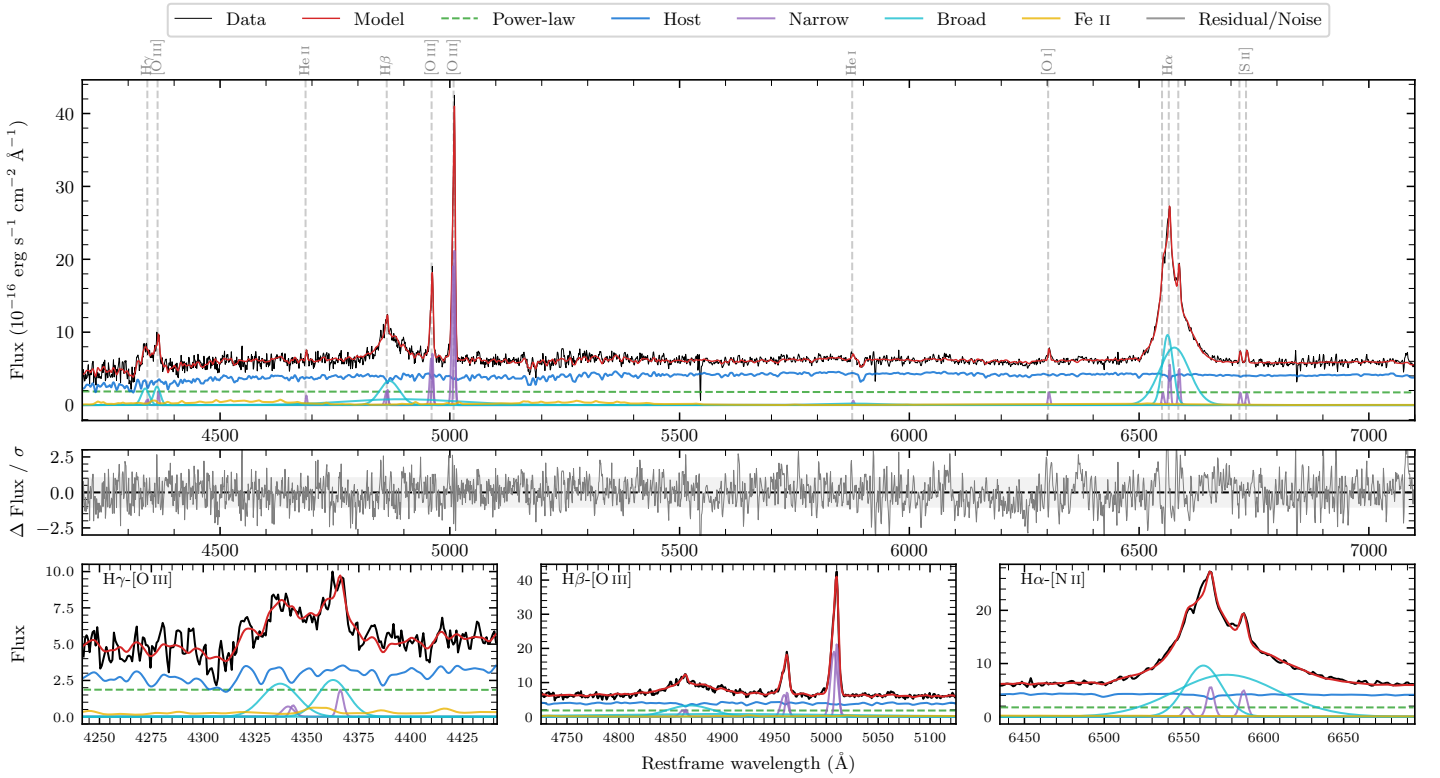 Data Model Power-law Host Narrow Broad Fe II Residual/Noise
Hγ [O III] He II Hβ [O III] [O III] He I [O I] Hα [S II]
Flux (10⁻¹⁶ erg s⁻¹ cm⁻² Å⁻¹)
40
30
20
10
0
4500 5000 5500 6000 6500 7000
Δ Flux / σ
2.5
0.0
−2.5
4500 5000 5500 6000 6500 7000
Flux
Hγ-[O III]
10.0
7.5
5.0
2.5
0.0
4250 4275 4300 4325 4350 4375 4400 4425
Hβ-[O III]
40
30
20
10
0
4750 4800 4850 4900 4950 5000 5050 5100
Hα-[N II]
20
10
0
6450 6500 6550 6600 6650
Restframe wavelength (Å)